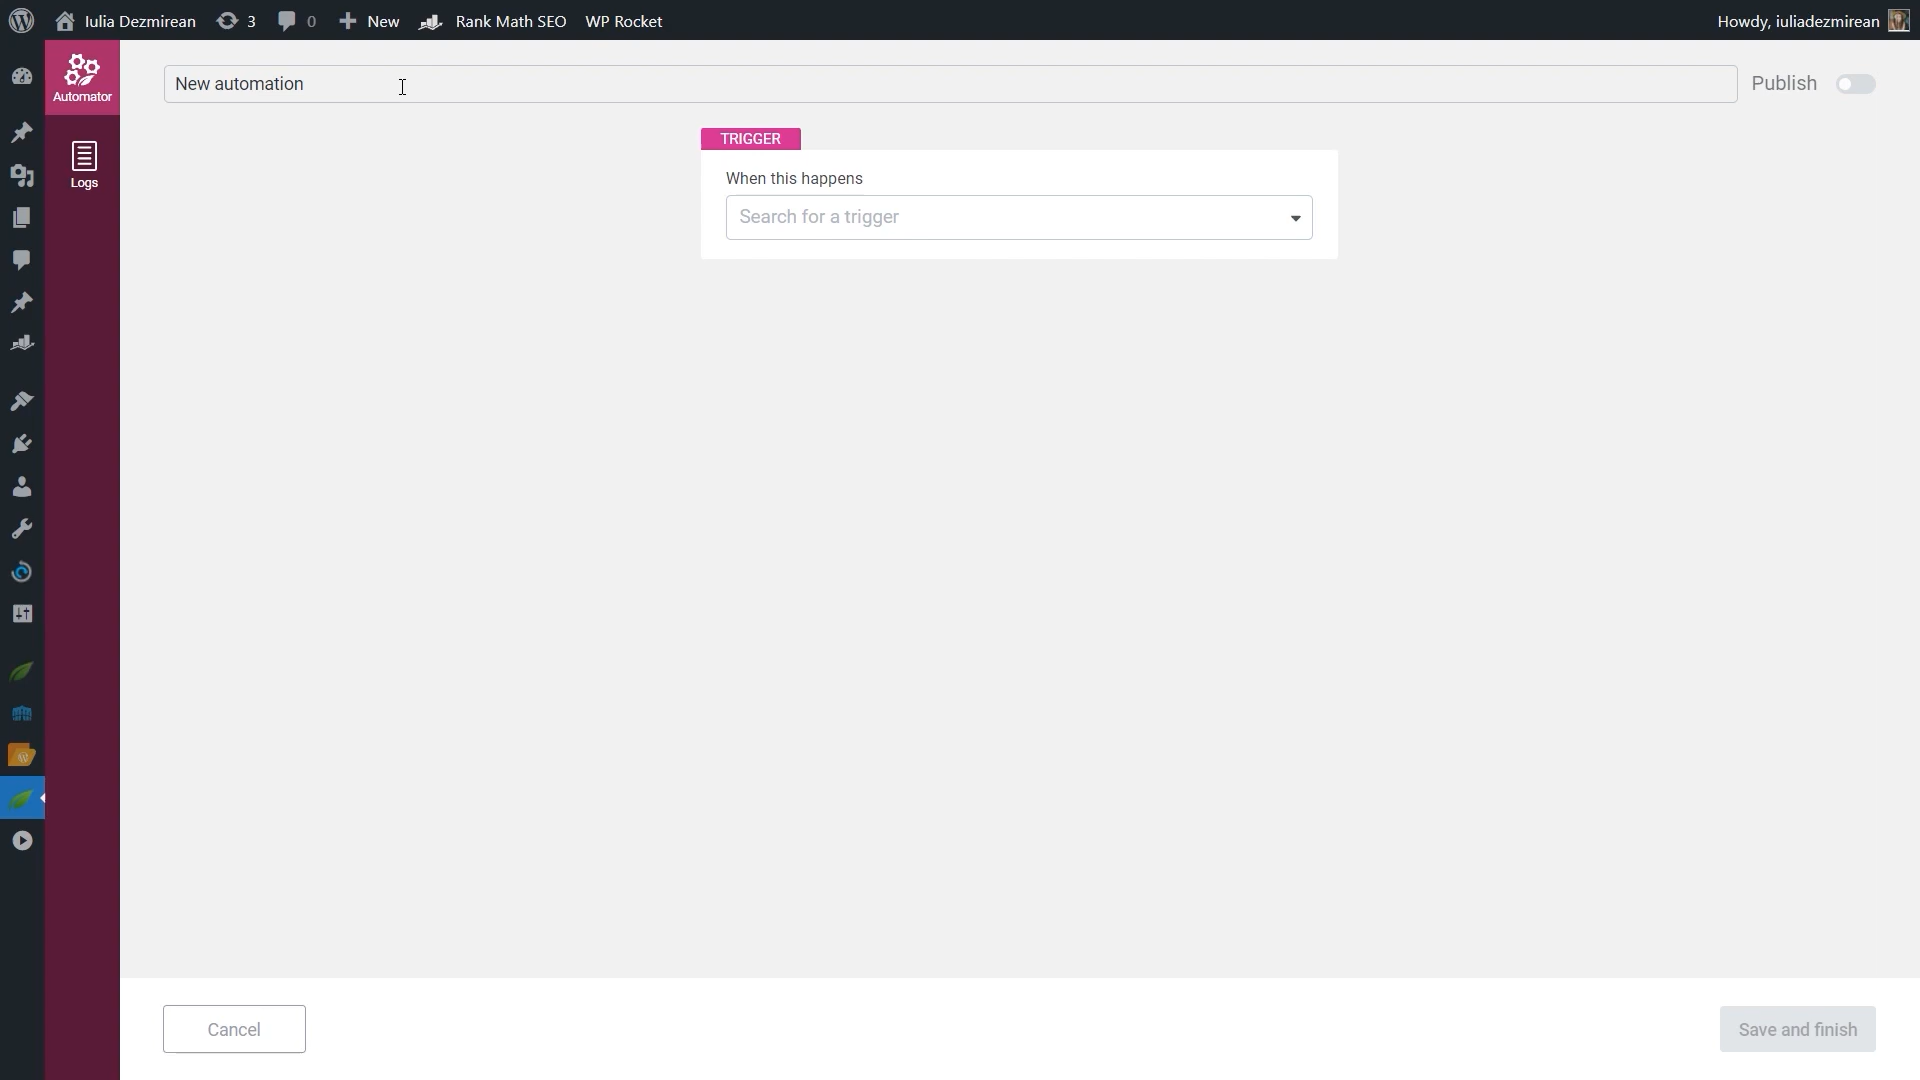 Iulia Dezmirean 3 0 New Rank Math SEO WP Rocket Howdy, iuliadezmirean
Automator
Logs
New automation
Publish
TRIGGER
When this happens
Search for a trigger
Cancel
Save and finish